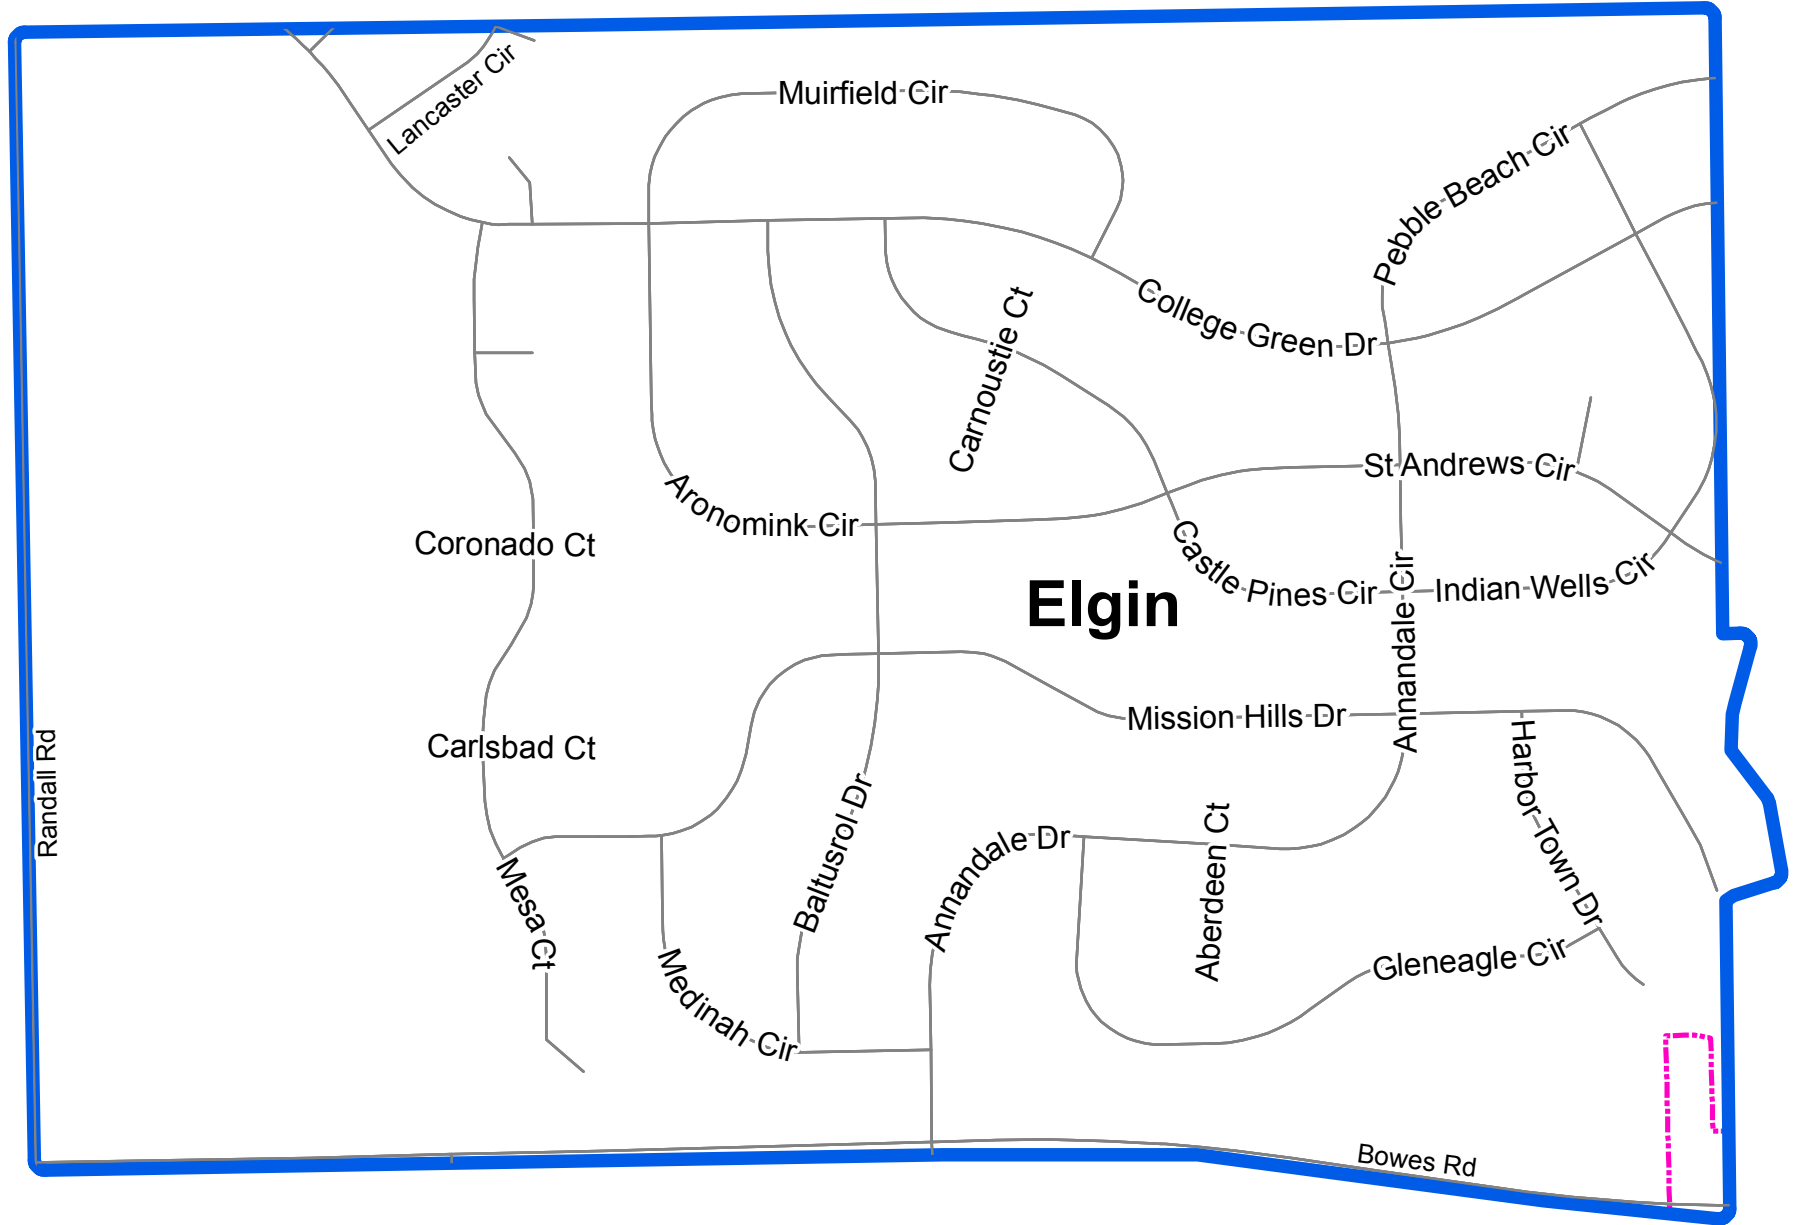 Lancaster Cir
Muirfield Cir
Pebble Beach Cir
College Green Dr
Carnoustie Ct
St Andrews Cir
Aronomink Cir
Coronado Ct
Castle Pines Cir
Indian Wells Cir
Elgin
Annandale Cir
Mission Hills Dr
Carlsbad Ct
Randall Rd
Harbor Town Dr
Baltusrol Dr
Annandale Dr
Aberdeen Ct
Mesa Ct
Medinah Cir
Gleneagle Cir
Bowes Rd